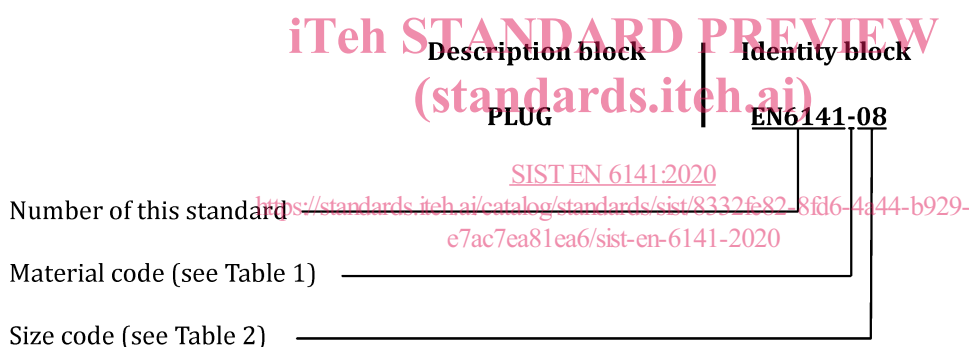 iTeh STANDARD PREVIEW
Description block Identity block
(standards.iteh.ai)
PLUG EN6141-08
SIST EN 6141:2020
Number of this standard
https://standards.iteh.ai/catalog/standards/sist/8332fe82-8fd6-4a44-b929-
e7ac7ea81ea6/sist-en-6141-2020
Material code (see Table 1)
Size code (see Table 2)